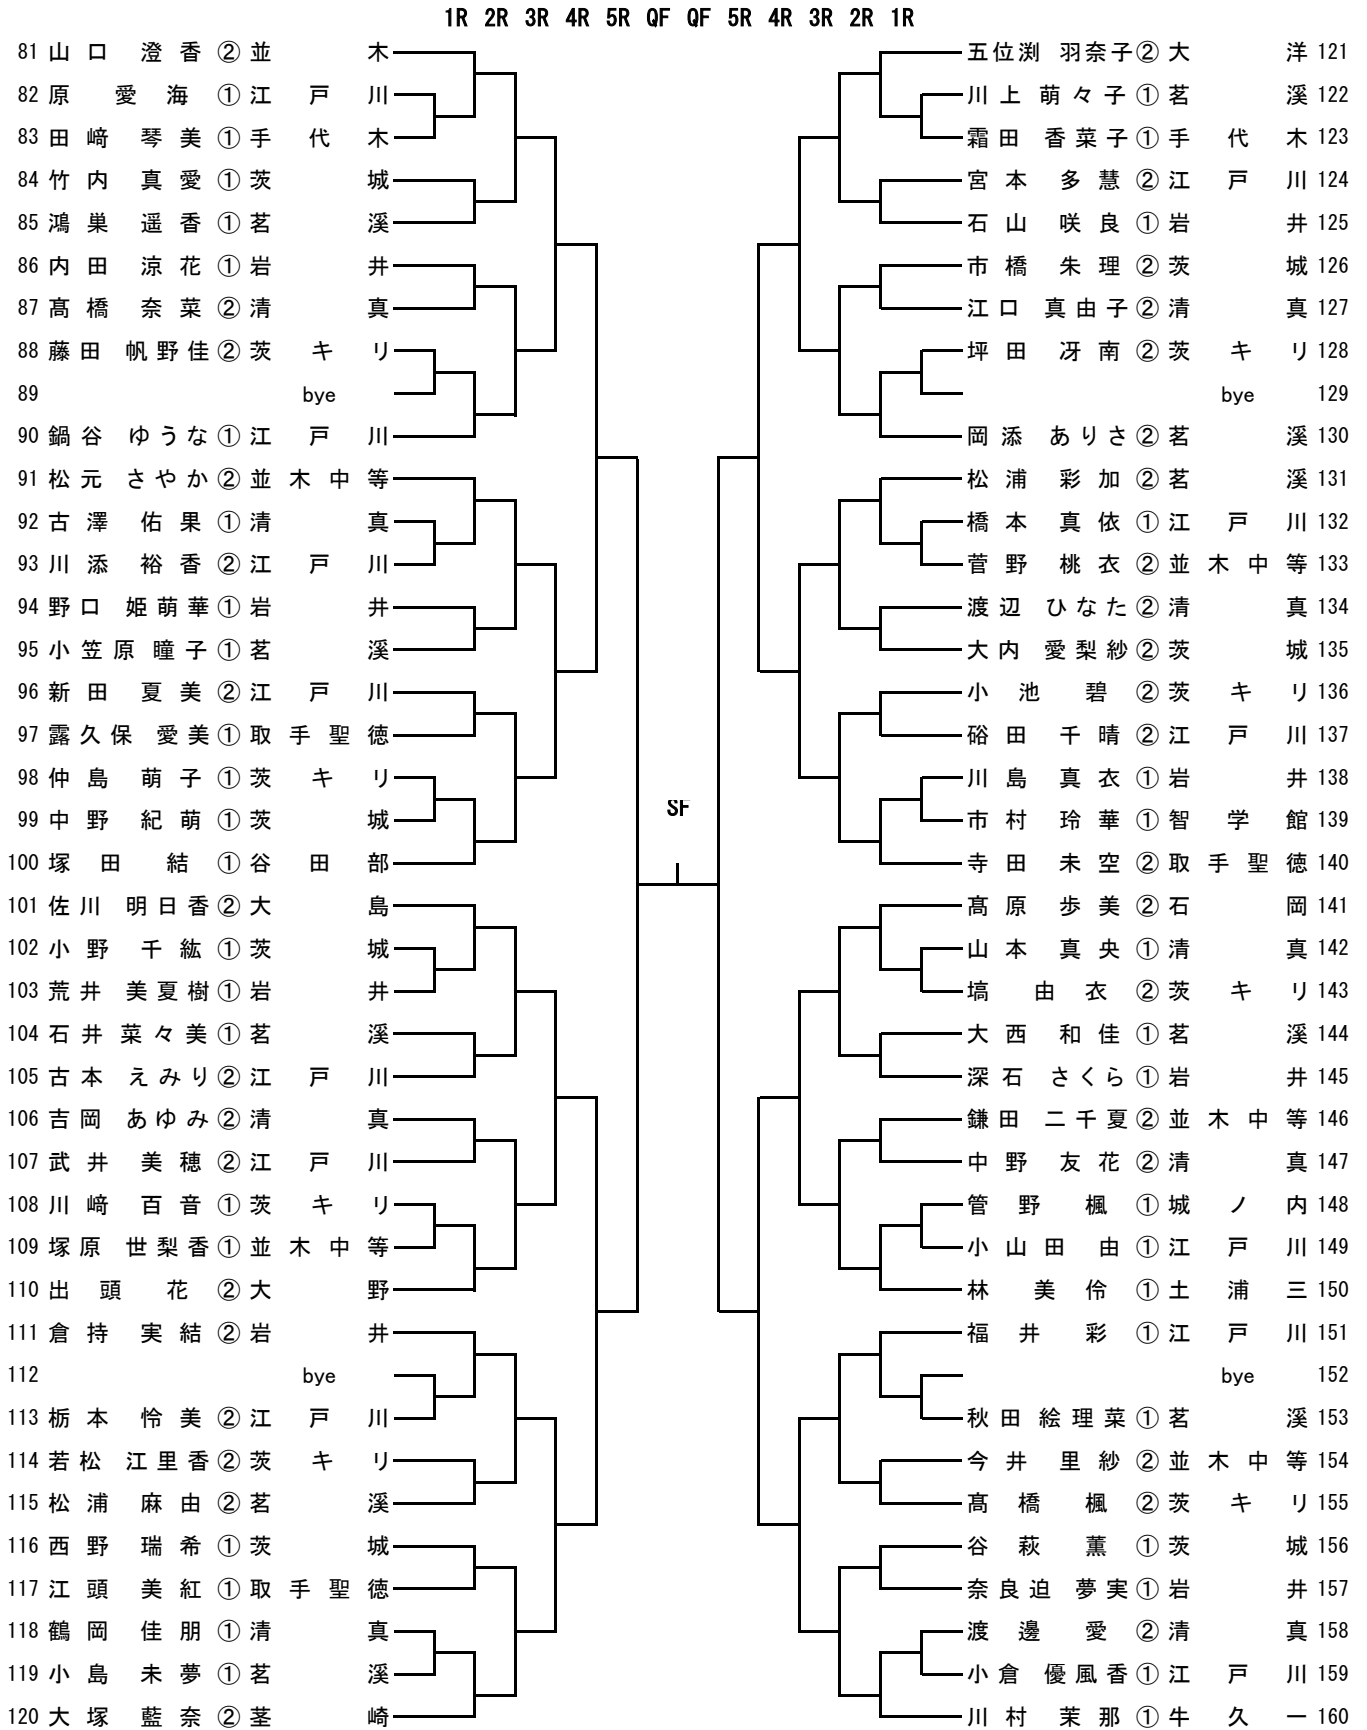 1R 2R 3R 4R 5R QF QF 5R 4R 3R 2R 1R
81 山口 澄香 ② 並木
82 原 愛海 ① 江戸川
83 田﨑 琴美 ① 手代木
84 竹内 真愛 ① 茨城
85 鴻巣 遥香 ① 茗溪
86 内田 涼花 ① 岩井
87 髙橋 奈菜 ② 清真
88 藤田 帆野佳 ② 茨キリ
89 bye
90 鍋谷 ゆうな ① 江戸川
91 松元 さやか ② 並木中等
92 古澤 佑果 ① 清真
93 川添 裕香 ② 江戸川
94 野口 姫萌華 ① 岩井
95 小笠原 瞳子 ① 茗溪
96 新田 夏美 ② 江戸川
97 露久保 愛美 ① 取手聖徳
98 仲島 萌子 ① 茨キリ
99 中野 紀萌 ① 茨城
100 塚田 結 ① 谷田部
101 佐川 明日香 ② 大島
102 小野 千紘 ① 茨城
103 荒井 美夏樹 ① 岩井
104 石井 菜々美 ① 茗溪
105 古本 えみり ② 江戸川
106 吉岡 あゆみ ② 清真
107 武井 美穂 ② 江戸川
108 川﨑 百音 ① 茨キリ
109 塚原 世梨香 ① 並木中等
110 出頭 花 ② 大野
111 倉持 実結 ② 岩井
112 bye
113 栃本 怜美 ② 江戸川
114 若松 江里香 ② 茨キリ
115 松浦 麻由 ② 茗溪
116 西野 瑞希 ① 茨城
117 江頭 美紅 ① 取手聖徳
118 鶴岡 佳朋 ① 清真
119 小島 未夢 ① 茗溪
120 大塚 藍奈 ② 茎崎
SF
五位渕 羽奈子 ② 大洋 121
川上 萌々子 ① 茗溪 122
霜田 香菜子 ① 手代木 123
宮本 多慧 ② 江戸川 124
石山 咲良 ① 岩井 125
市橋 朱理 ② 茨城 126
江口 真由子 ② 清真 127
坪田 冴南 ② 茨キリ 128
bye 129
岡添 ありさ ② 茗溪 130
松浦 彩加 ② 茗溪 131
橋本 真依 ① 江戸川 132
菅野 桃衣 ② 並木中等 133
渡辺 ひなた ② 清真 134
大内 愛梨紗 ② 茨城 135
小池 碧 ② 茨キリ 136
硲田 千晴 ② 江戸川 137
川島 真衣 ① 岩井 138
市村 玲華 ① 智学館 139
寺田 未空 ② 取手聖徳 140
髙原 歩美 ② 石岡 141
山本 真央 ① 清真 142
塙 由衣 ② 茨キリ 143
大西 和佳 ① 茗溪 144
深石 さくら ① 岩井 145
鎌田 二千夏 ② 並木中等 146
中野 友花 ② 清真 147
管野 楓 ① 城ノ内 148
小山田 由 ① 江戸川 149
林 美伶 ① 土浦三 150
福井 彩 ① 江戸川 151
bye 152
秋田 絵理菜 ① 茗溪 153
今井 里紗 ② 並木中等 154
髙橋 楓 ② 茨キリ 155
谷萩 薫 ① 茨城 156
奈良迫 夢実 ① 岩井 157
渡邊 愛 ② 清真 158
小倉 優風香 ① 江戸川 159
川村 茉那 ① 牛久一 160